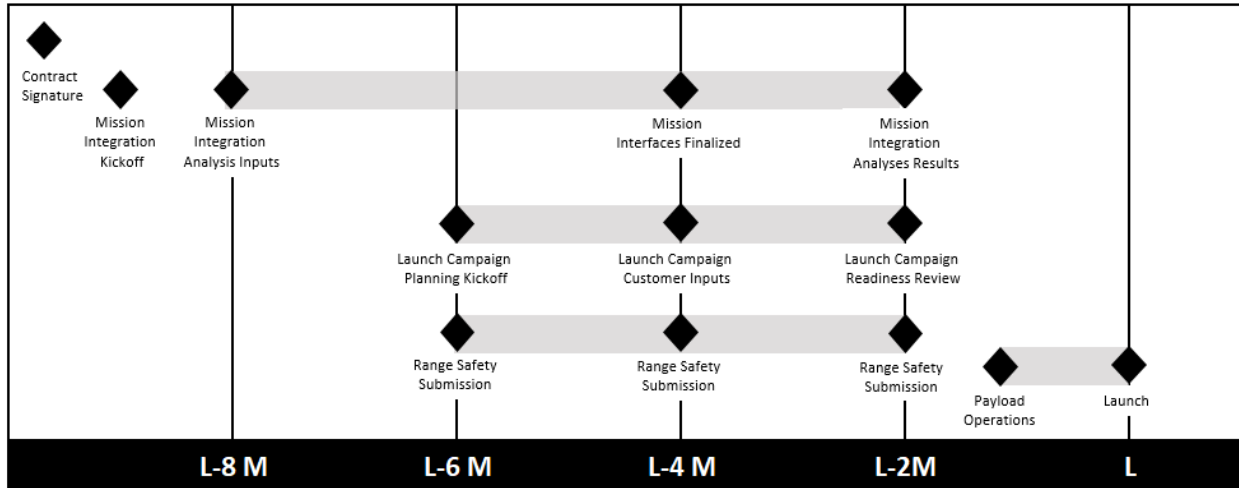 Contract
Signature
Mission
Integration
Kickoff
Mission
Integration
Analysis Inputs
Mission
Interfaces Finalized
Mission
Integration
Analyses Results
Launch Campaign
Planning Kickoff
Launch Campaign
Customer Inputs
Launch Campaign
Readiness Review
Range Safety
Submission
Range Safety
Submission
Range Safety
Submission
Payload
Operations
Launch
L-8 M
L-6 M
L-4 M
L-2M
L